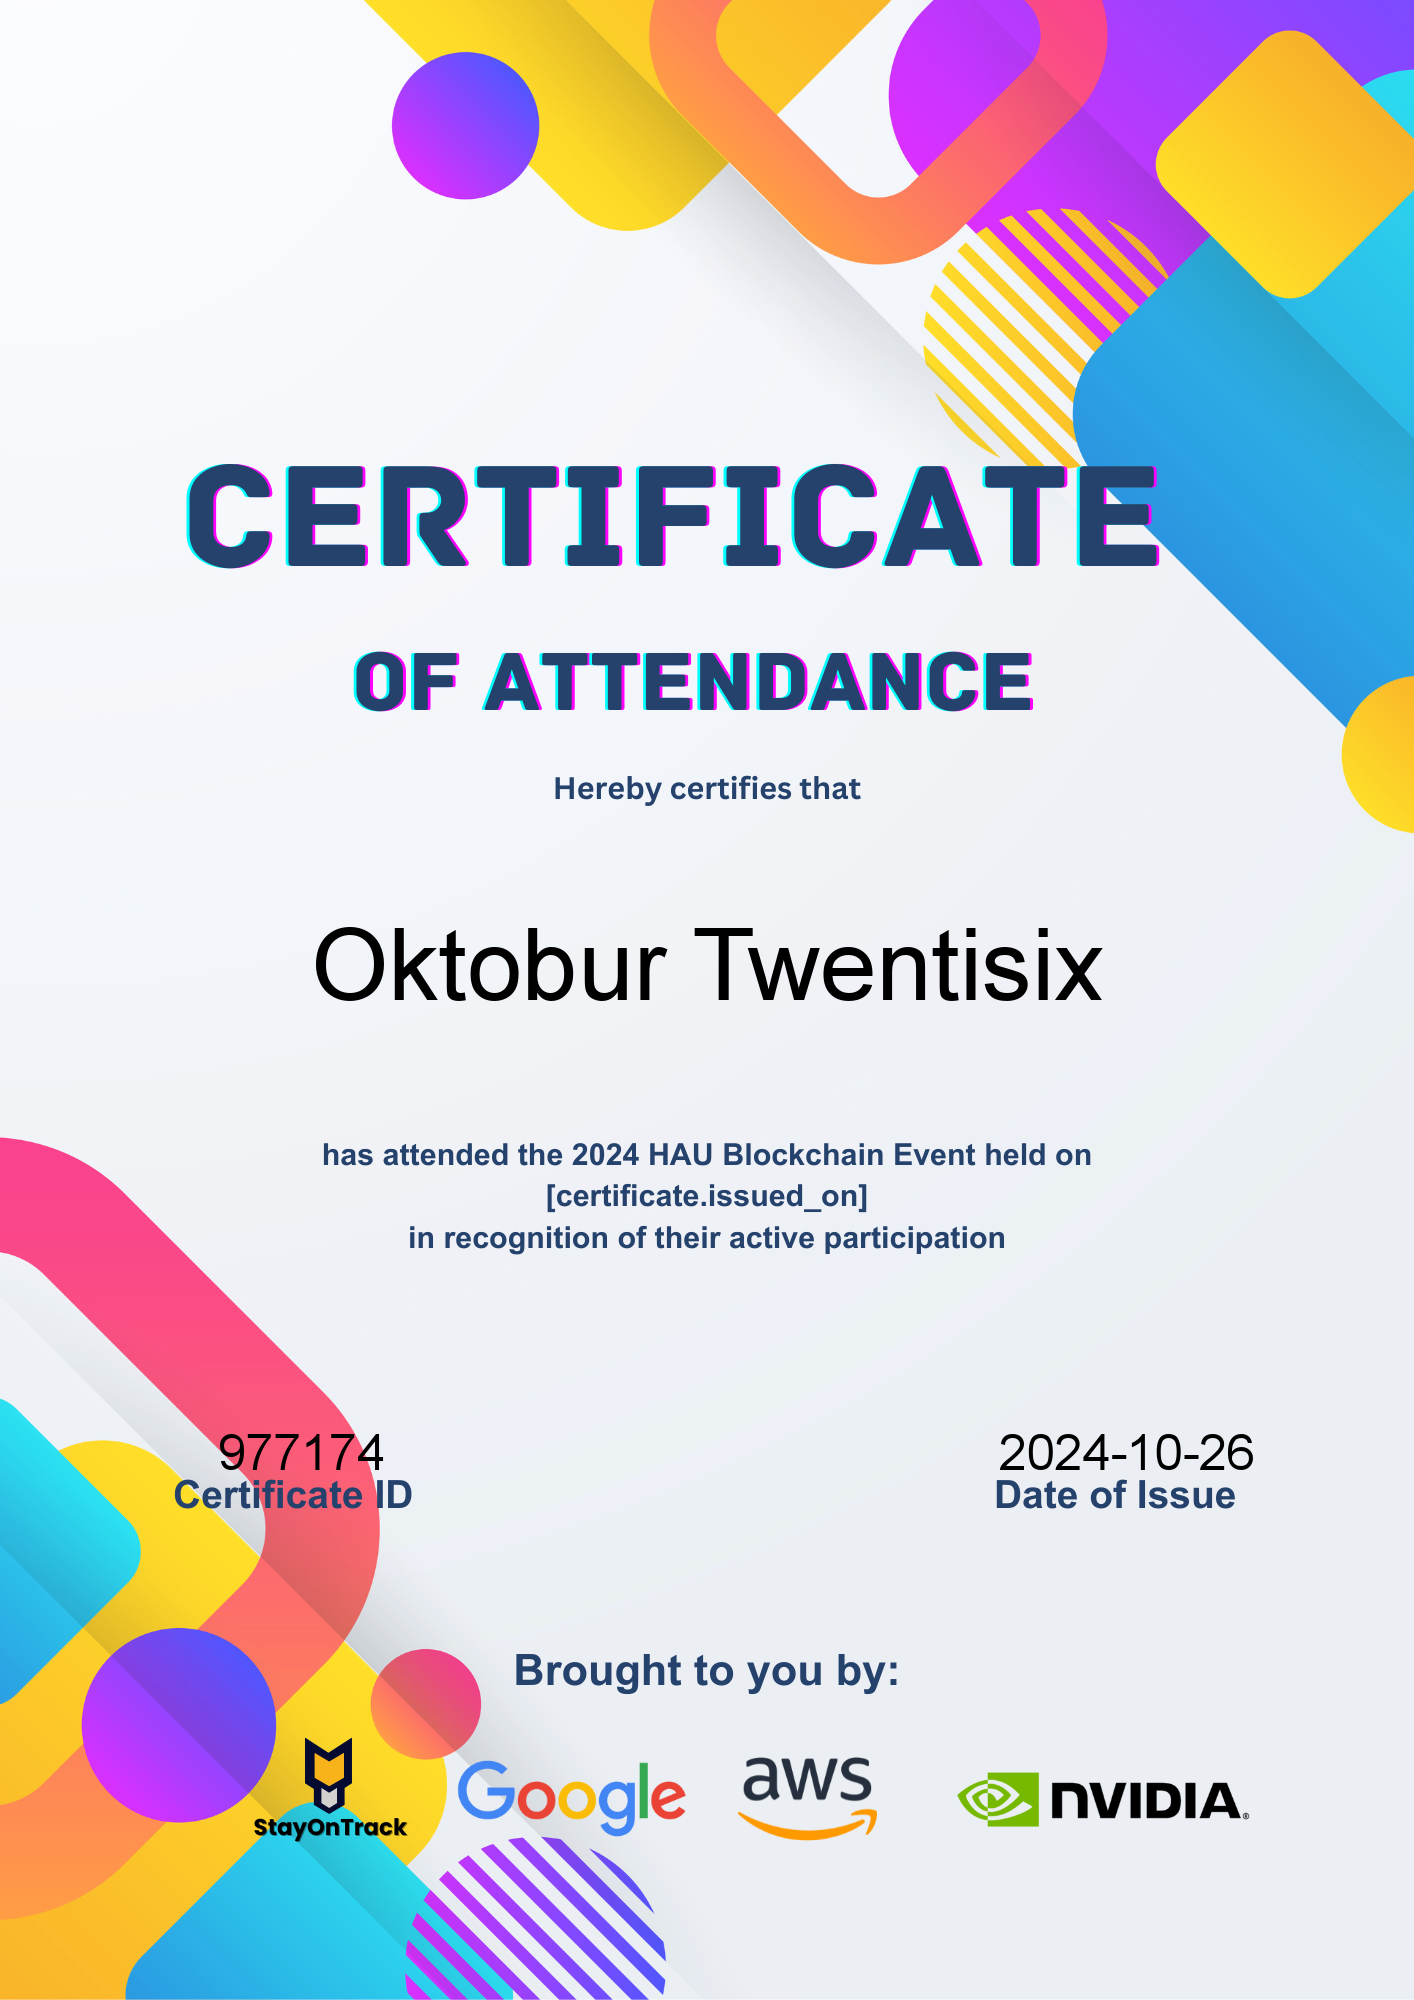 CERTIFICATE
OF ATTENDANCE
Hereby certifies that
Oktobur Twentisix
has attended the 2024 HAU Blockchain Event held on
[certificate.issued_on]
in recognition of their active participation
977174
Certificate ID
2024-10-26
Date of Issue
Brought to you by:
StayOnTrack
Google
aws
NVIDIA®